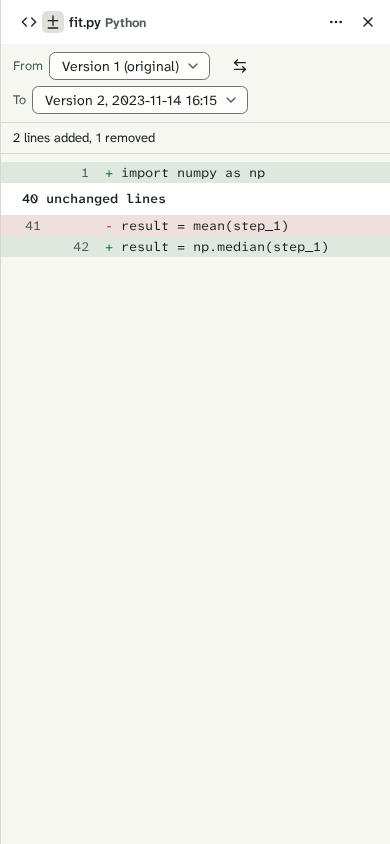 <> ± fit.py Python ... ×
From Version 1 (original)
To Version 2, 2023-11-14 16:15
2 lines added, 1 removed
1 + import numpy as np
40 unchanged lines
41 - result = mean(step_1)
42 + result = np.median(step_1)